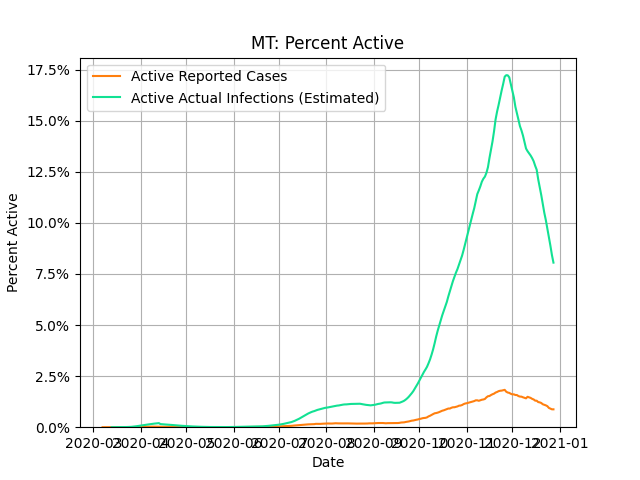 MT: Percent Active
Active Reported Cases
Active Actual Infections (Estimated)
17.5%
15.0%
12.5%
10.0%
7.5%
5.0%
2.5%
0.0%
Percent Active
2020-03 2020-04 2020-05 2020-06 2020-07 2020-08 2020-09 2020-10 2020-11 2020-12 2021-01
Date